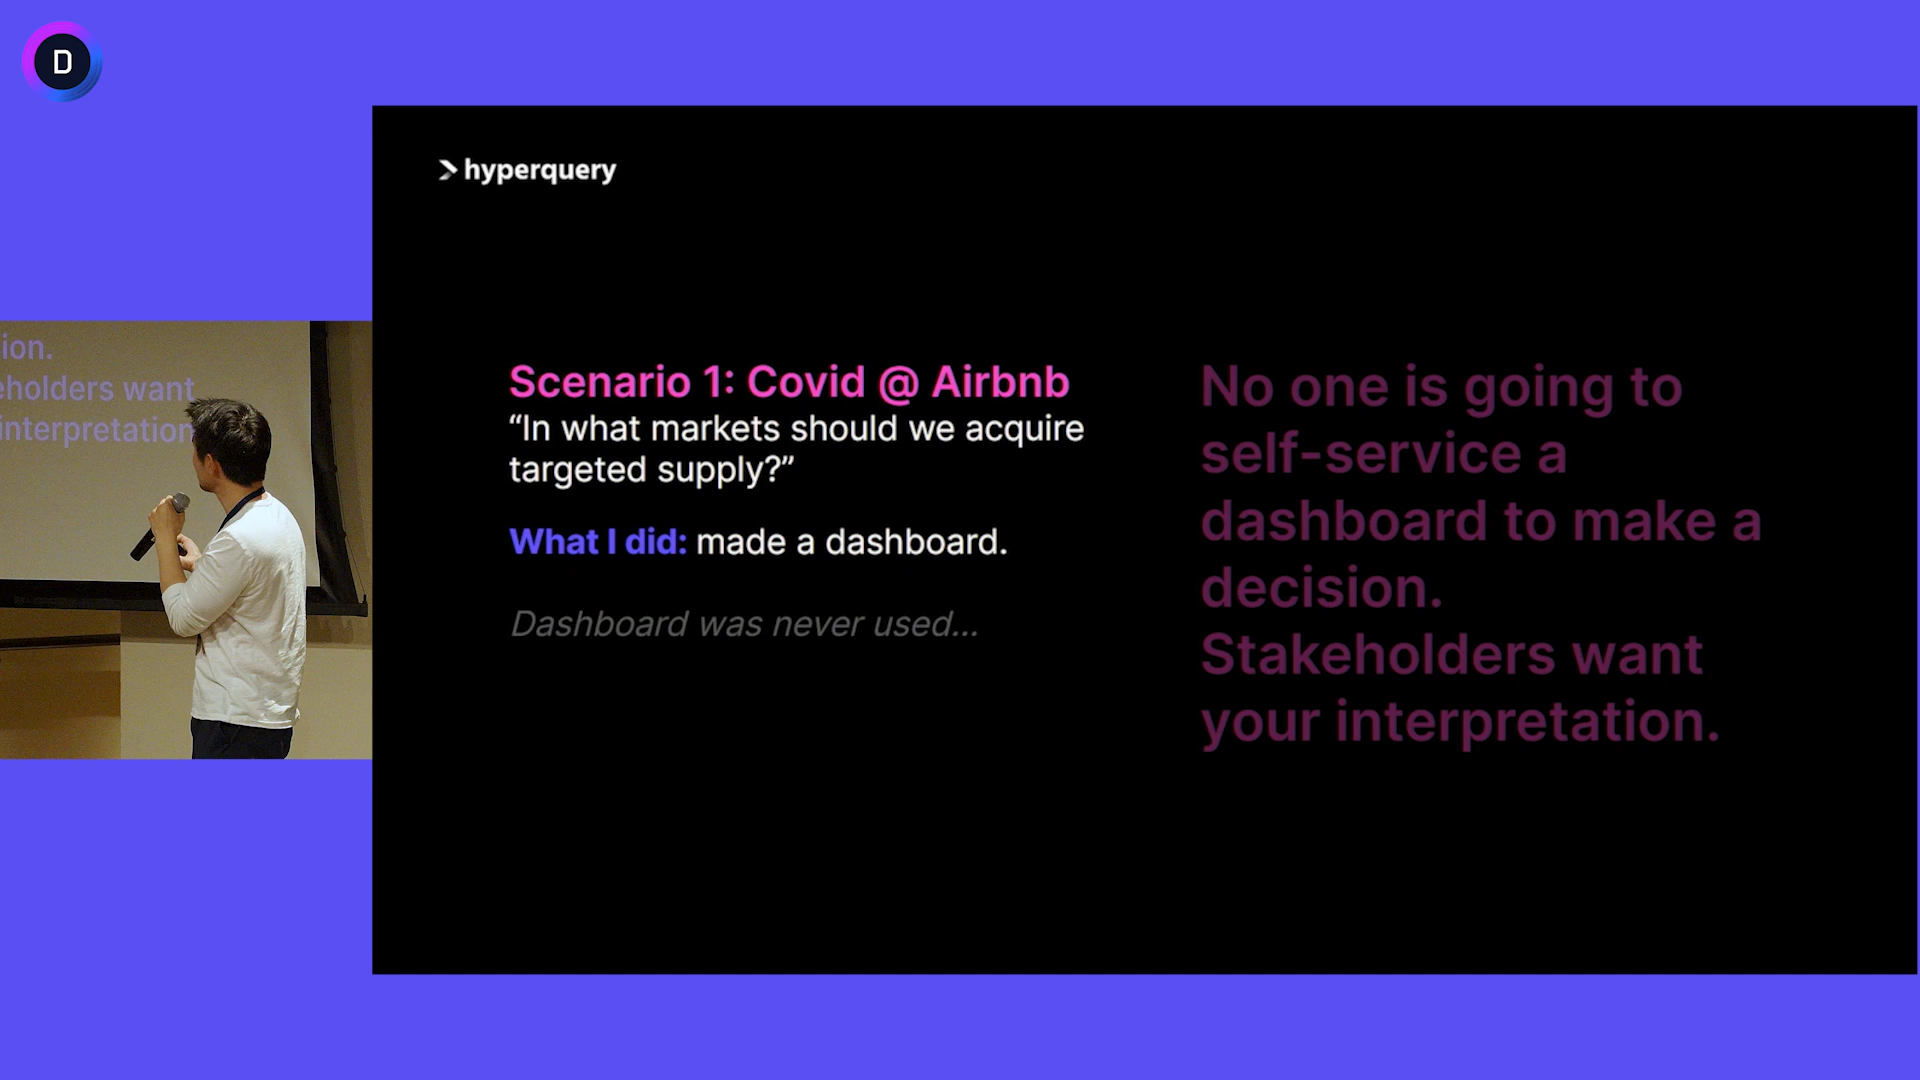 D
hyperquery
Scenario 1: Covid @ Airbnb
“In what markets should we acquire
targeted supply?”
What I did: made a dashboard.
Dashboard was never used...
No one is going to
self-service a
dashboard to make a
decision.
Stakeholders want
your interpretation.
ion.
eholders want
interpretation